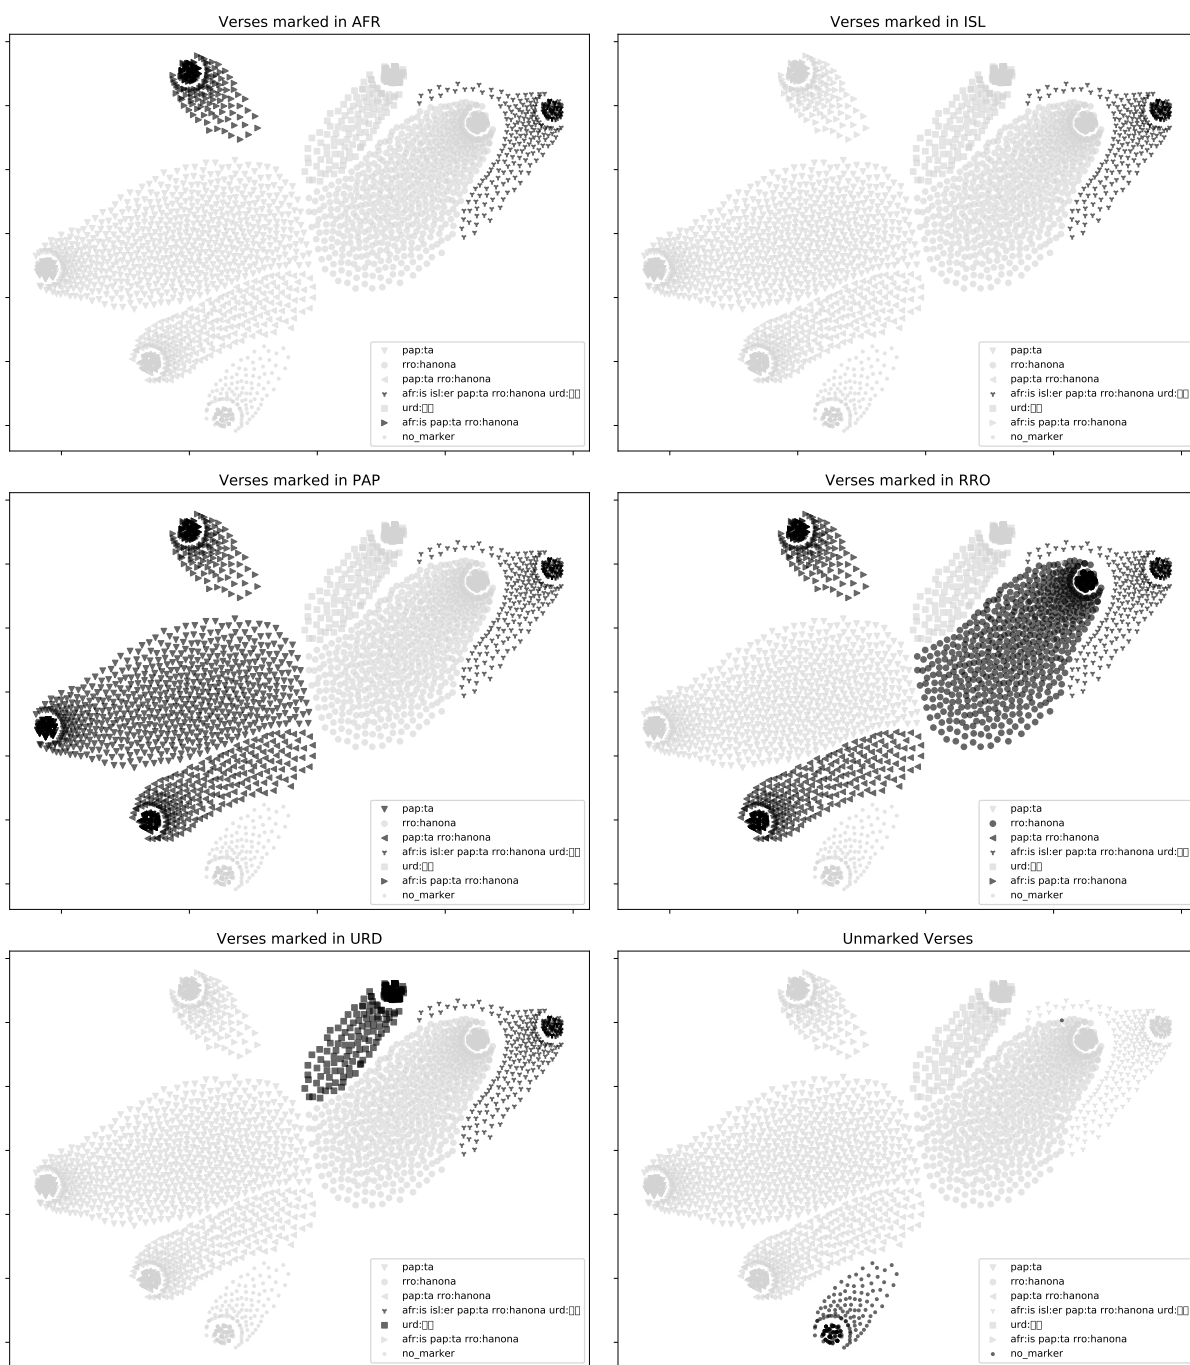 Verses marked in AFR
pap:ta
rro:hanona
pap:ta rro:hanona
afr:is isl:er pap:ta rro:hanona urd:▯▯
urd:▯▯
afr:is pap:ta rro:hanona
no_marker
Verses marked in ISL
pap:ta
rro:hanona
pap:ta rro:hanona
afr:is isl:er pap:ta rro:hanona urd:▯▯
urd:▯▯
afr:is pap:ta rro:hanona
no_marker
Verses marked in PAP
pap:ta
rro:hanona
pap:ta rro:hanona
afr:is isl:er pap:ta rro:hanona urd:▯▯
urd:▯▯
afr:is pap:ta rro:hanona
no_marker
Verses marked in RRO
pap:ta
rro:hanona
pap:ta rro:hanona
afr:is isl:er pap:ta rro:hanona urd:▯▯
urd:▯▯
afr:is pap:ta rro:hanona
no_marker
Verses marked in URD
pap:ta
rro:hanona
pap:ta rro:hanona
afr:is isl:er pap:ta rro:hanona urd:▯▯
urd:▯▯
afr:is pap:ta rro:hanona
no_marker
Unmarked Verses
pap:ta
rro:hanona
pap:ta rro:hanona
afr:is isl:er pap:ta rro:hanona urd:▯▯
urd:▯▯
afr:is pap:ta rro:hanona
no_marker